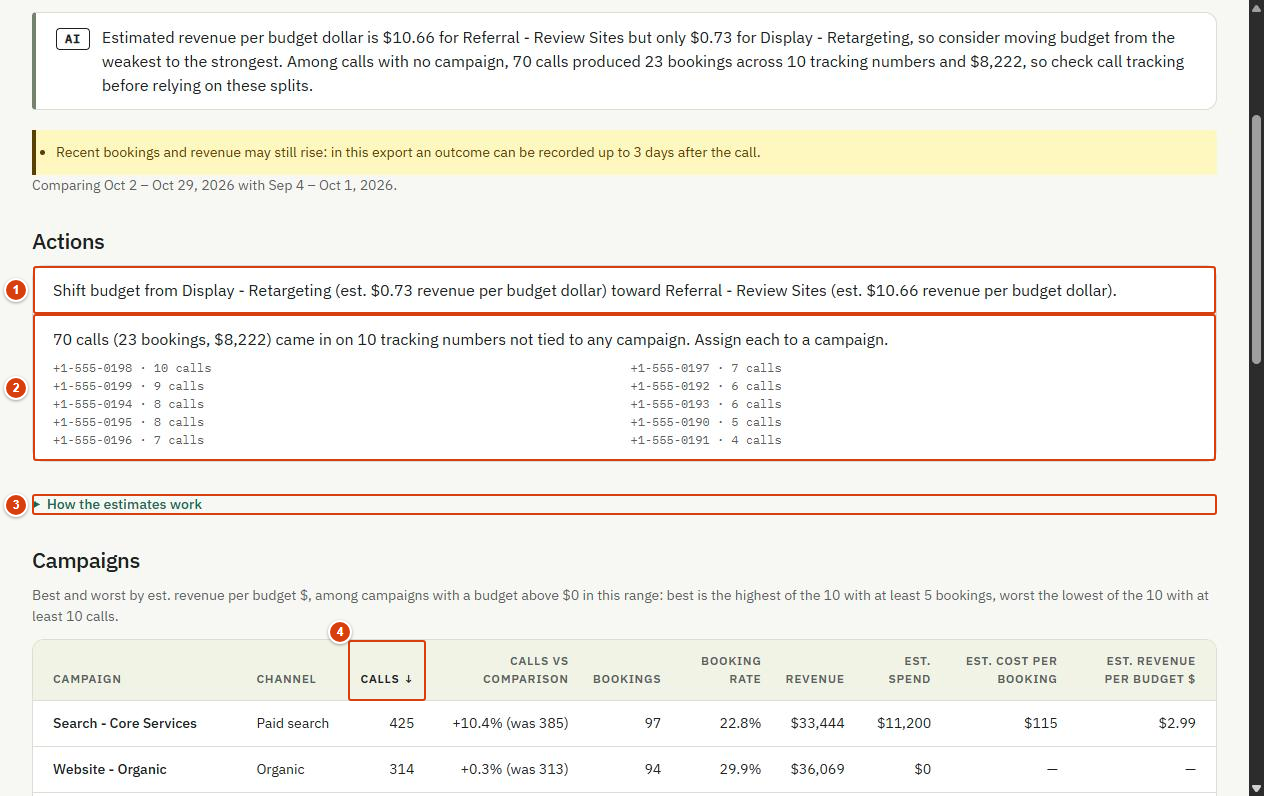 AI
Estimated revenue per budget dollar is $10.66 for Referral - Review Sites but only $0.73 for Display - Retargeting, so consider moving budget from the
weakest to the strongest. Among calls with no campaign, 70 calls produced 23 bookings across 10 tracking numbers and $8,222, so check call tracking
before relying on these splits.
• Recent bookings and revenue may still rise: in this export an outcome can be recorded up to 3 days after the call.
Comparing Oct 2 – Oct 29, 2026 with Sep 4 – Oct 1, 2026.
Actions
1
Shift budget from Display - Retargeting (est. $0.73 revenue per budget dollar) toward Referral - Review Sites (est. $10.66 revenue per budget dollar).
2
70 calls (23 bookings, $8,222) came in on 10 tracking numbers not tied to any campaign. Assign each to a campaign.
+1-555-0198 · 10 calls
+1-555-0199 · 9 calls
+1-555-0194 · 8 calls
+1-555-0195 · 8 calls
+1-555-0196 · 7 calls
+1-555-0197 · 7 calls
+1-555-0192 · 6 calls
+1-555-0193 · 6 calls
+1-555-0190 · 5 calls
+1-555-0191 · 4 calls
3
▸ How the estimates work
Campaigns
Best and worst by est. revenue per budget $, among campaigns with a budget above $0 in this range: best is the highest of the 10 with at least 5 bookings, worst the lowest of the 10 with at
least 10 calls.
4
CAMPAIGN CHANNEL CALLS ↓ CALLS VS COMPARISON BOOKINGS BOOKING RATE REVENUE EST. SPEND EST. COST PER BOOKING EST. REVENUE PER BUDGET $
Search - Core Services Paid search 425 +10.4% (was 385) 97 22.8% $33,444 $11,200 $115 $2.99
Website - Organic Organic 314 +0.3% (was 313) 94 29.9% $36,069 $0 — —